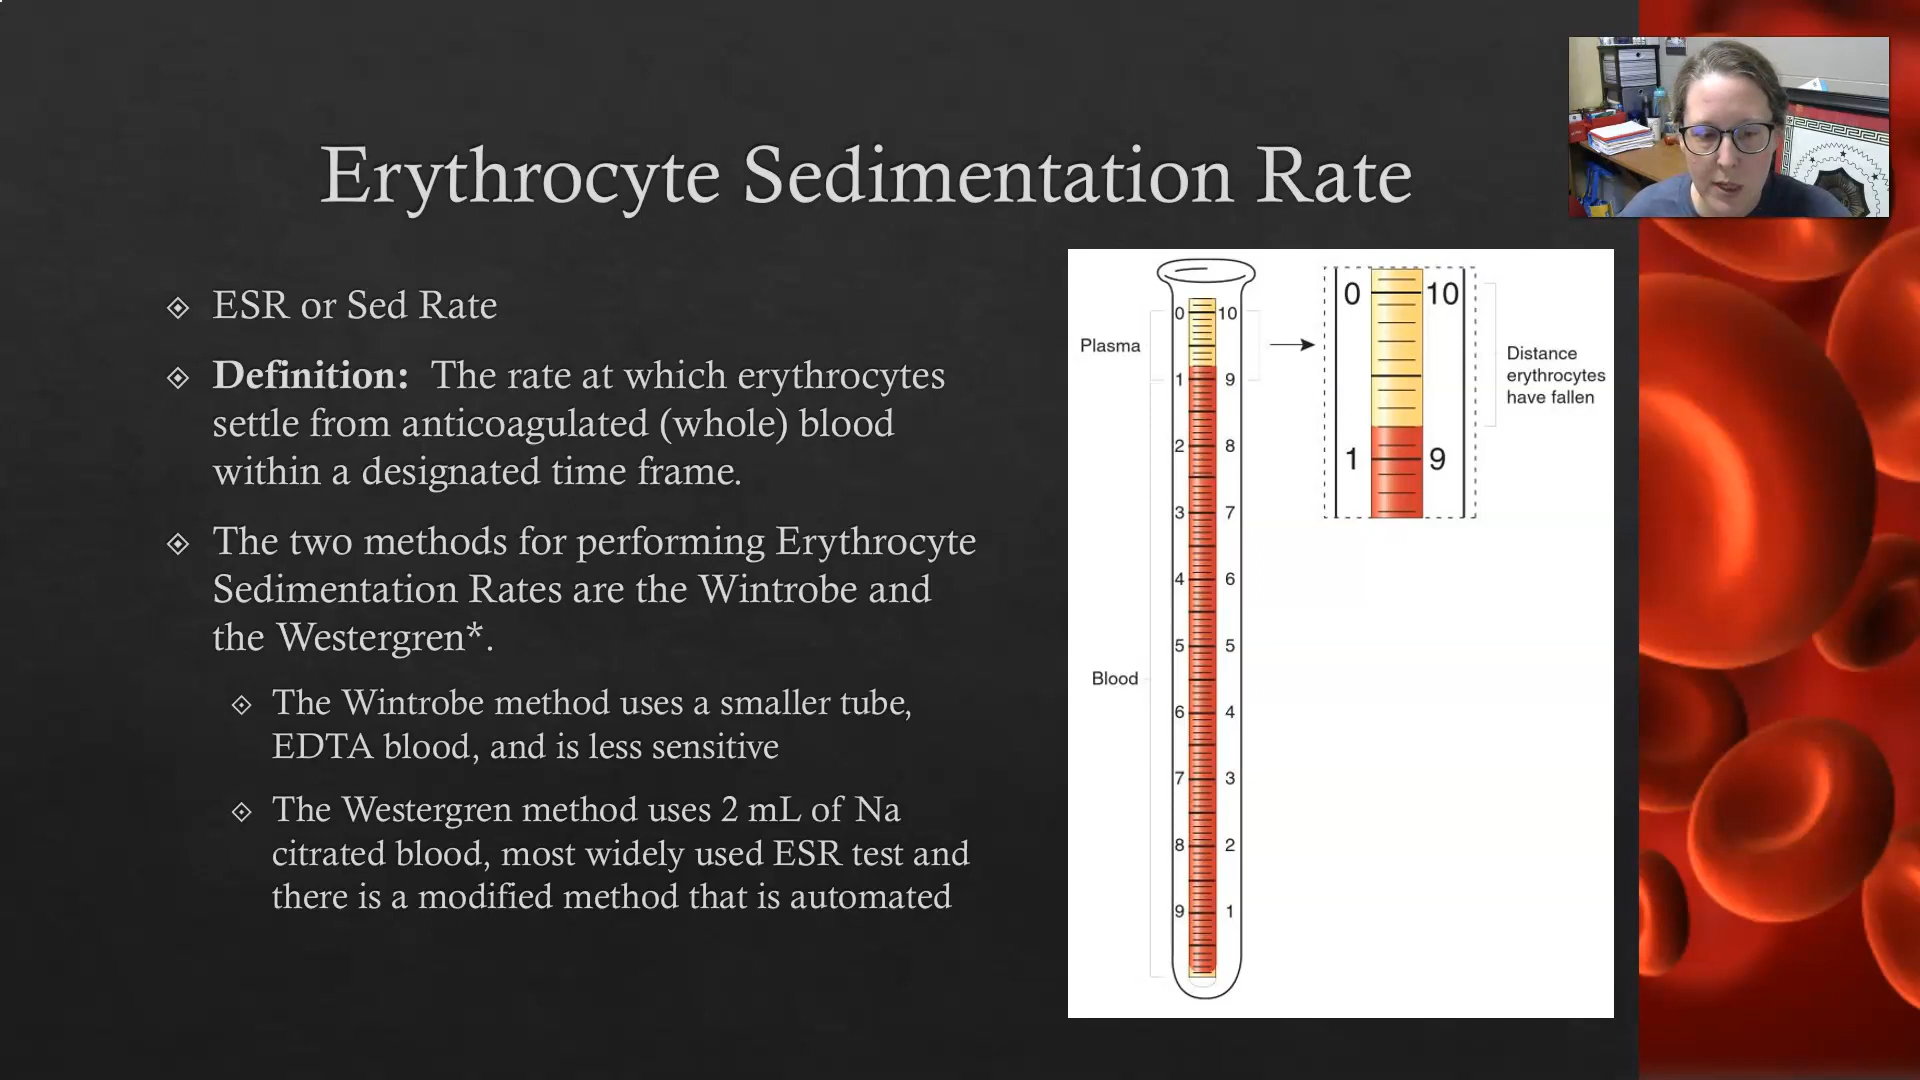 Erythrocyte Sedimentation Rate
ESR or Sed Rate
Definition: The rate at which erythrocytes
settle from anticoagulated (whole) blood
within a designated time frame.
The two methods for performing Erythrocyte
Sedimentation Rates are the Wintrobe and
the Westergren*.
The Wintrobe method uses a smaller tube,
EDTA blood, and is less sensitive
The Westergren method uses 2 mL of Na
citrated blood, most widely used ESR test and
there is a modified method that is automated
Plasma
Blood
0 10
1 9
2 8
3 7
4 6
5 5
6 4
7 3
8 2
9 1
0 10
1 9
Distance
erythrocytes
have fallen